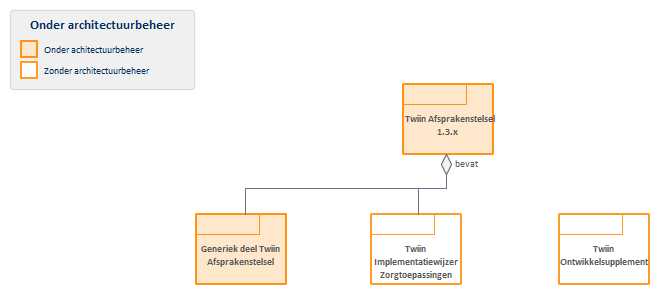 Onder architectuurbeheer
Onder achitectuurbeheer
Zonder architectuurbeheer
Twiin Afsprakenstelsel
1.3.x
bevat
Generiek deel Twiin
Afsprakenstelsel
Twiin
Implementatiewijzer
Zorgtoepassingen
Twiin
Ontwikkelsupplement